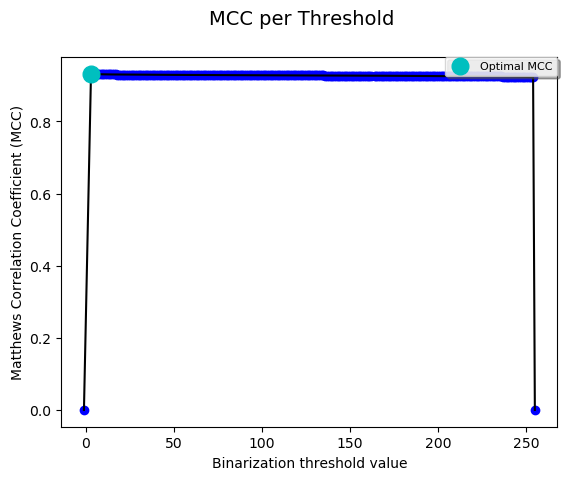 MCC per Threshold
Optimal MCC
Matthews Correlation Coefficient (MCC)
0.8
0.6
0.4
0.2
0.0
0
50
100
150
200
250
Binarization threshold value